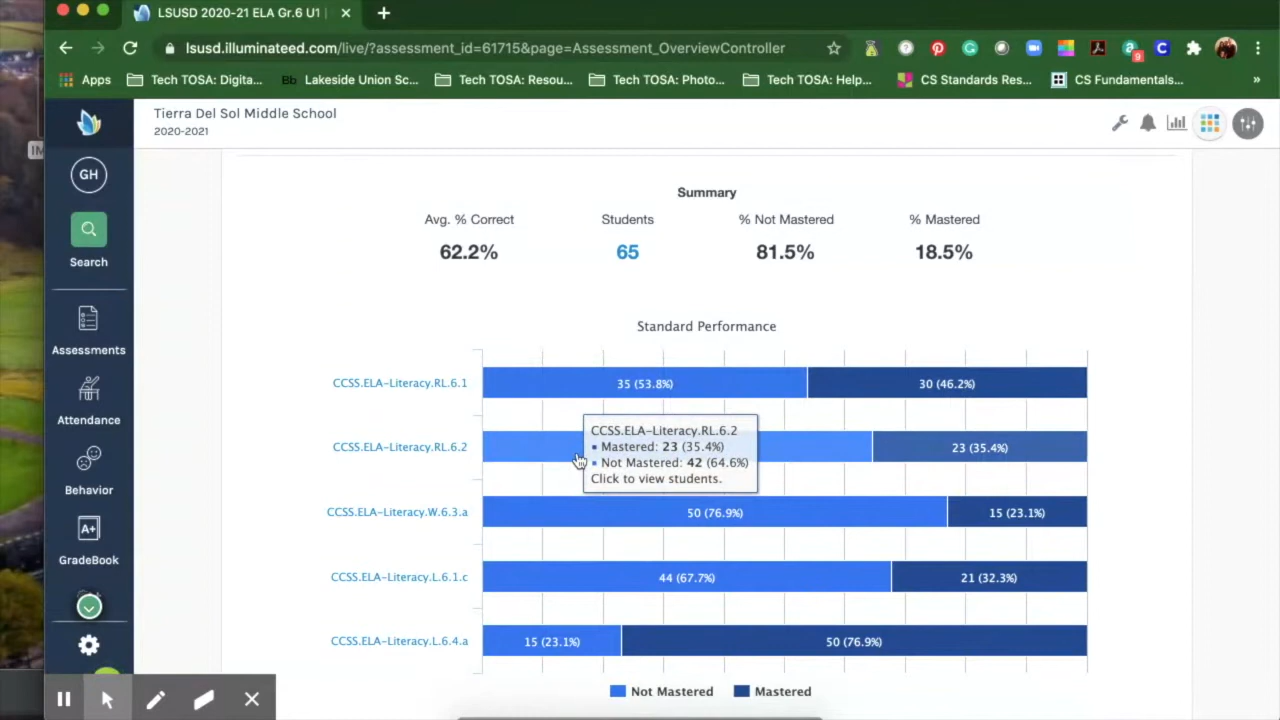 LSUSD 2020-21 ELA Gr.6 U1
lsusd.illuminateed.com/live/?assessment_id=61715&page=Assessment_OverviewController
9
Apps
Tech TOSA: Digita...
Bb Lakeside Union Sc...
Tech TOSA: Resou...
Tech TOSA: Photo...
Tech TOSA: Help...
CS Standards Res...
CS Fundamentals...
»
Tierra Del Sol Middle School
2020-2021
GH
Search
Assessments
Attendance
Behavior
A+
GradeBook
Summary
Avg. % Correct Students % Not Mastered % Mastered
62.2% 65 81.5% 18.5%
Standard Performance
CCSS.ELA-Literacy.RL.6.1 35 (53.8%) 30 (46.2%)
CCSS.ELA-Literacy.RL.6.2 23 (35.4%)
CCSS.ELA-Literacy.RL.6.2
Mastered: 23 (35.4%)
Not Mastered: 42 (64.6%)
Click to view students.
CCSS.ELA-Literacy.W.6.3.a 50 (76.9%) 15 (23.1%)
CCSS.ELA-Literacy.L.6.1.c 44 (67.7%) 21 (32.3%)
CCSS.ELA-Literacy.L.6.4.a 15 (23.1%) 50 (76.9%)
Not Mastered Mastered